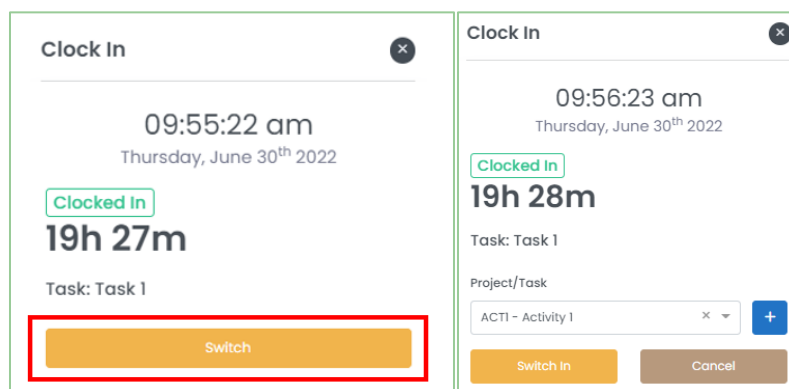 Clock In
09:55:22 am
Thursday, June 30th 2022
Clocked In
19h 27m
Task: Task 1
Switch
Clock In
09:56:23 am
Thursday, June 30th 2022
Clocked In
19h 28m
Task: Task 1
Project/Task
ACT1 - Activity 1
Switch In Cancel